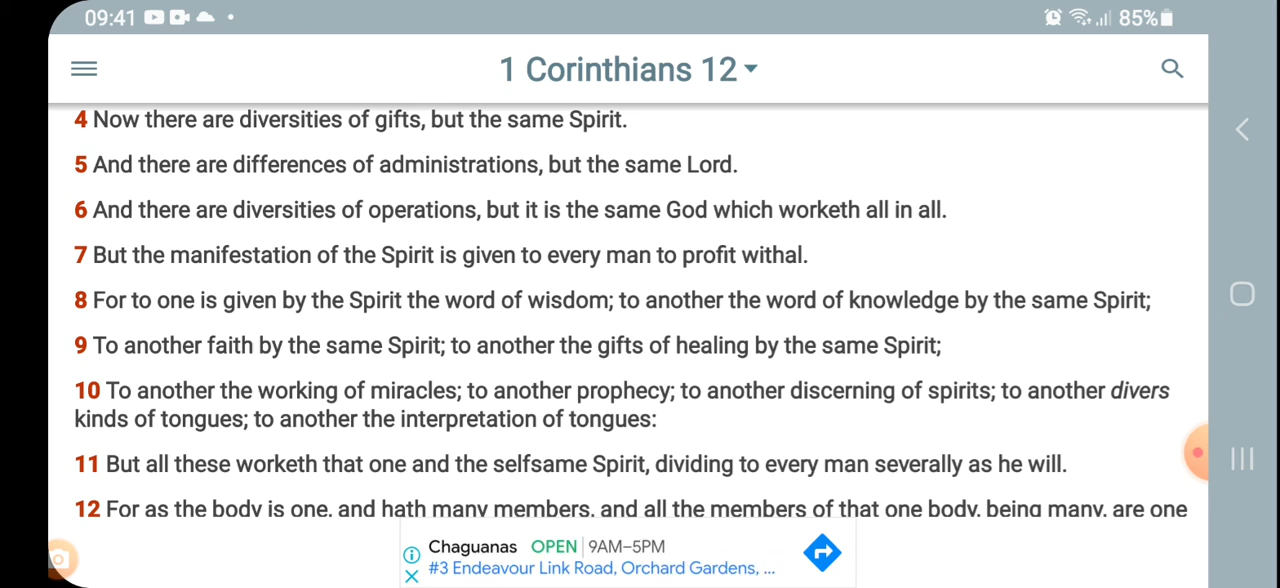 09:41 85%
1 Corinthians 12
4 Now there are diversities of gifts, but the same Spirit.
5 And there are differences of administrations, but the same Lord.
6 And there are diversities of operations, but it is the same God which worketh all in all.
7 But the manifestation of the Spirit is given to every man to profit withal.
8 For to one is given by the Spirit the word of wisdom; to another the word of knowledge by the same Spirit;
9 To another faith by the same Spirit; to another the gifts of healing by the same Spirit;
10 To another the working of miracles; to another prophecy; to another discerning of spirits; to another divers
kinds of tongues; to another the interpretation of tongues:
11 But all these worketh that one and the selfsame Spirit, dividing to every man severally as he will.
12 For as the body is one, and hath many members, and all the members of that one body, being many, are one
Chaguanas OPEN 9AM–5PM
#3 Endeavour Link Road, Orchard Gardens, ...